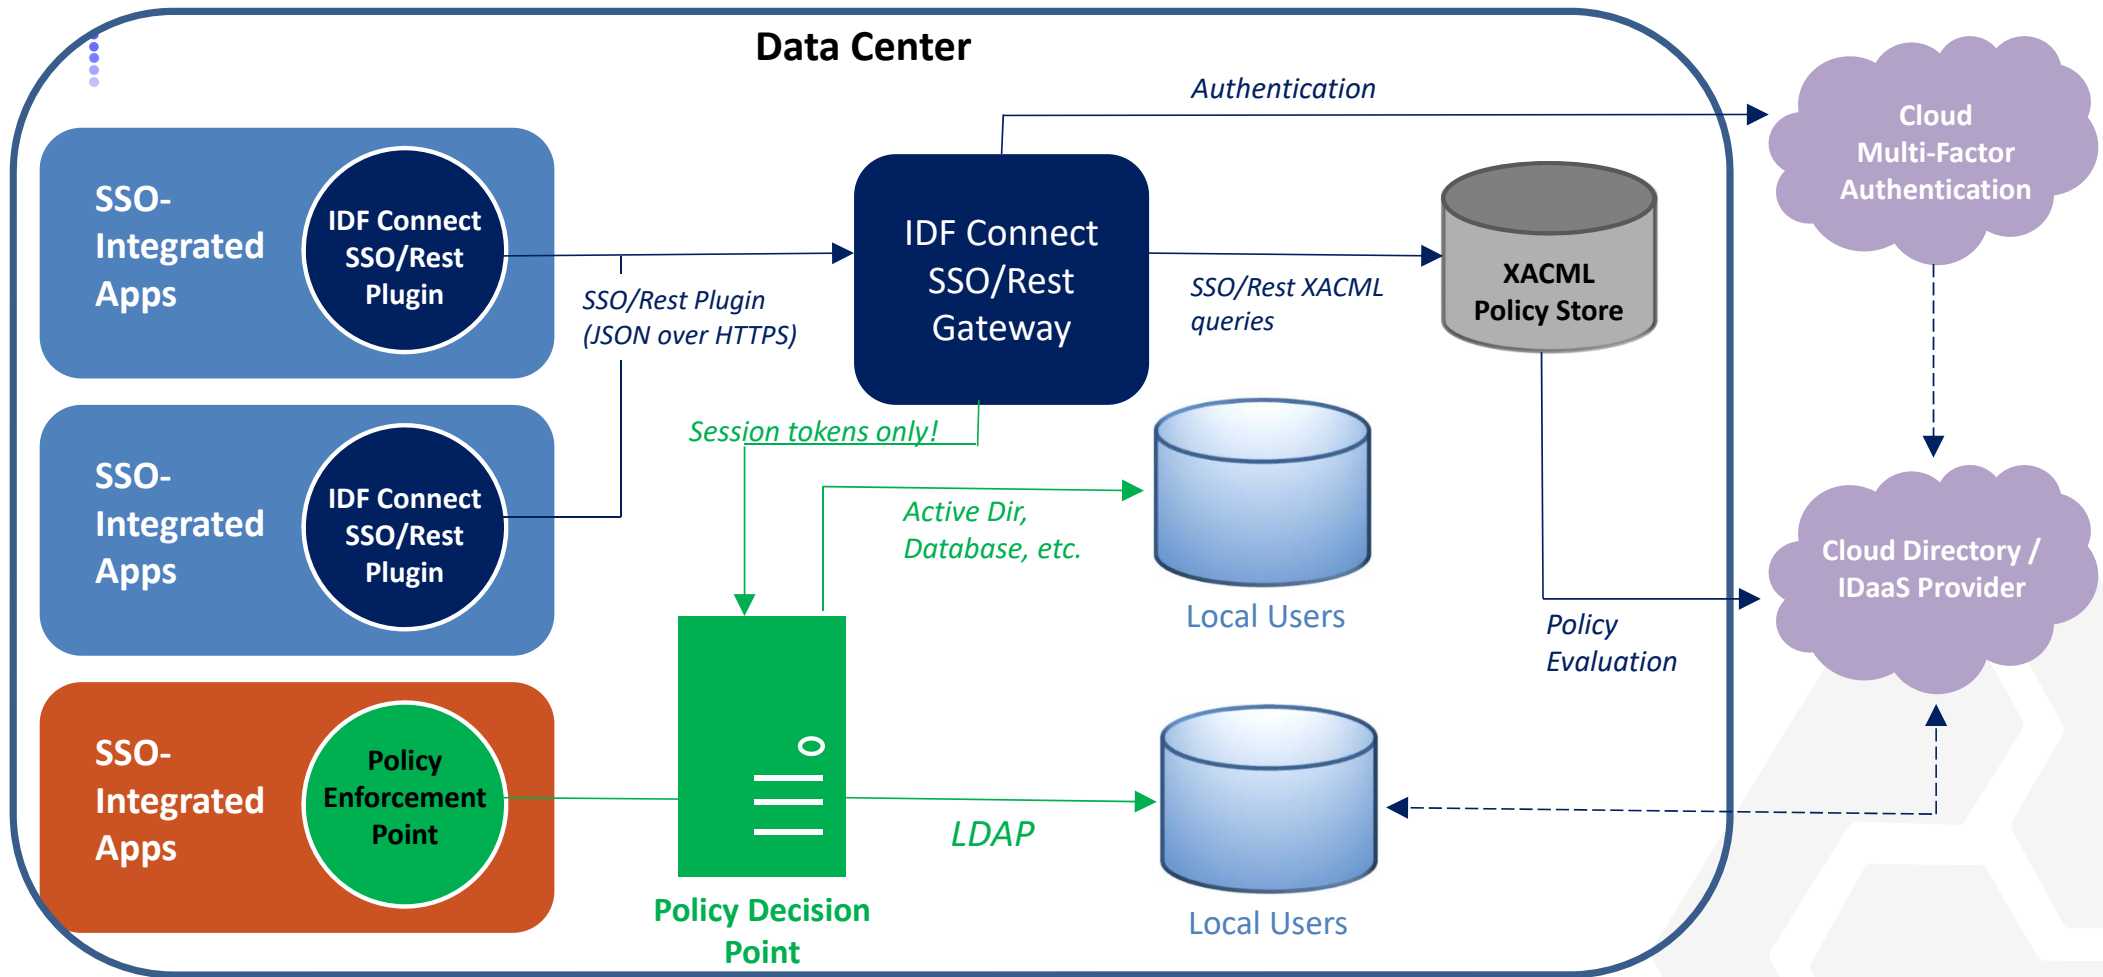 Data Center
Authentication
Cloud
Multi-Factor
Authentication
SSO-
Integrated
Apps
IDF Connect
SSO/Rest
Plugin
SSO/Rest Plugin
(JSON over HTTPS)
IDF Connect
SSO/Rest
Gateway
SSO/Rest XACML
queries
XACML
Policy Store
Session tokens only!
SSO-
Integrated
Apps
IDF Connect
SSO/Rest
Plugin
Active Dir,
Database, etc.
Local Users
Cloud Directory /
IDaaS Provider
Policy
Evaluation
SSO-
Integrated
Apps
Policy
Enforcement
Point
LDAP
Policy Decision
Point
Local Users